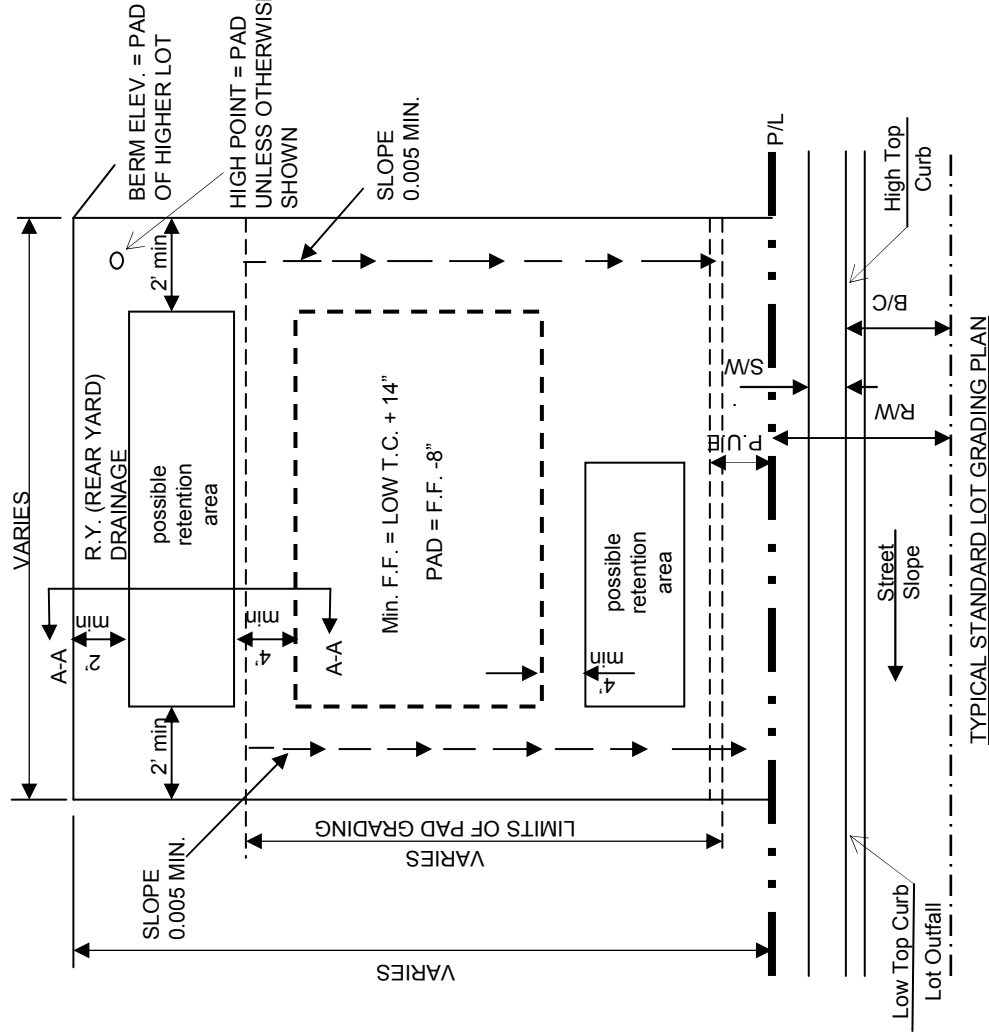 VARIES
BERM ELEV. = PAD
OF HIGHER LOT
HIGH POINT = PAD
UNLESS OTHERWIS
SHOWN
R.Y. (REAR YARD)
DRAINAGE
A-A
2'
min
2' min
possible
retention
area
2' min
4'
min
A-A
SLOPE
0.005 MIN.
SLOPE
0.005 MIN.
Min. F.F. = LOW T.C. + 14"
PAD = F.F. -8"
LIMITS OF PAD GRADING
VARIES
VARIES
4'
min
possible
retention
area
P.U.E
S/W
P/L
R/W
B/C
High Top
Curb
Street
Slope
Low Top Curb
Lot Outfall
TYPICAL STANDARD LOT GRADING PLAN